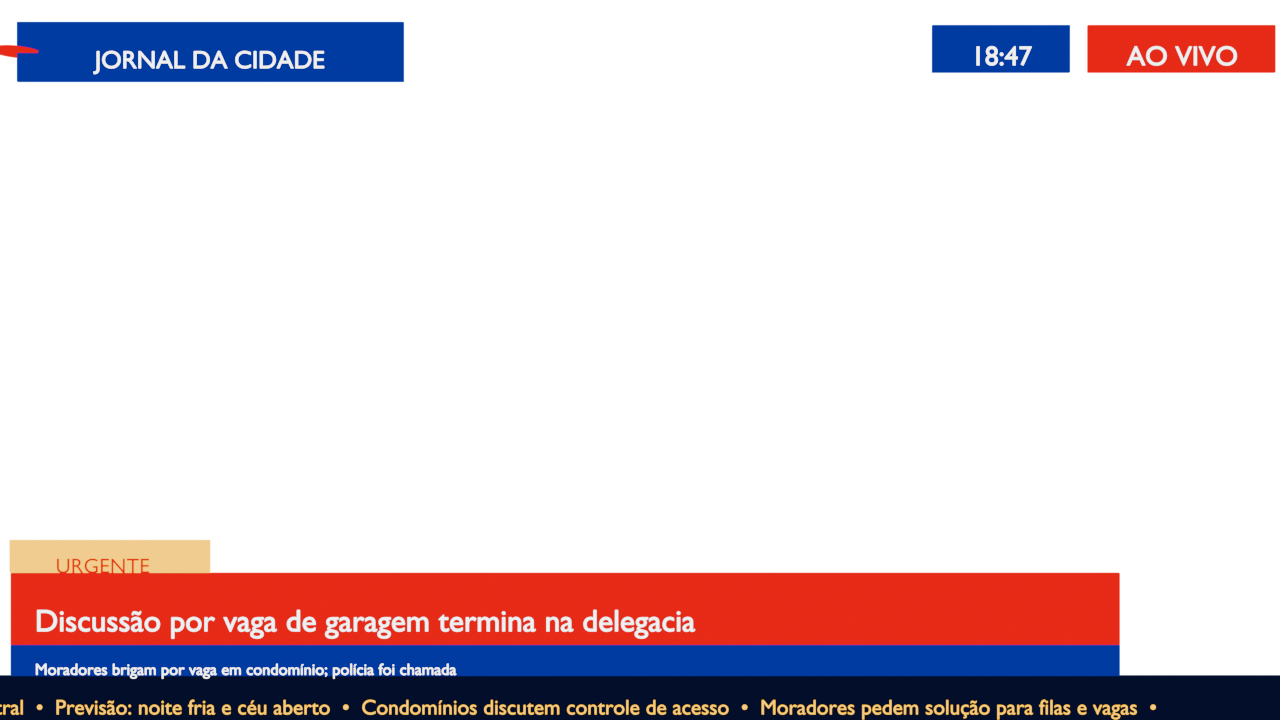 JORNAL DA CIDADE
18:47
AO VIVO
URGENTE
Discussão por vaga de garagem termina na delegacia
Moradores brigam por vaga em condomínio; polícia foi chamada
• Previsão: noite fria e céu aberto • Condomínios discutem controle de acesso • Moradores pedem solução para filas e vagas •